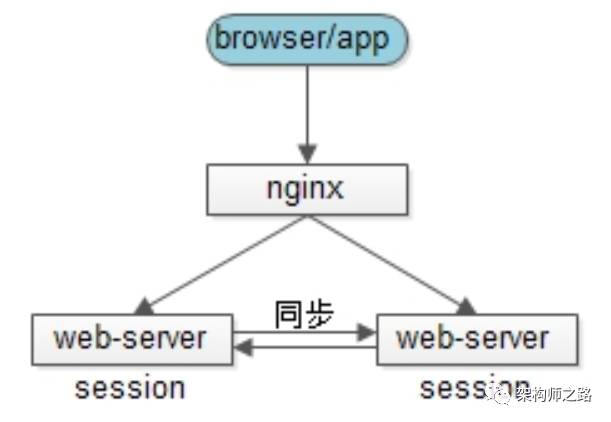 browser/app
nginx
同步
web-server
web-server
session
session
架构师之路